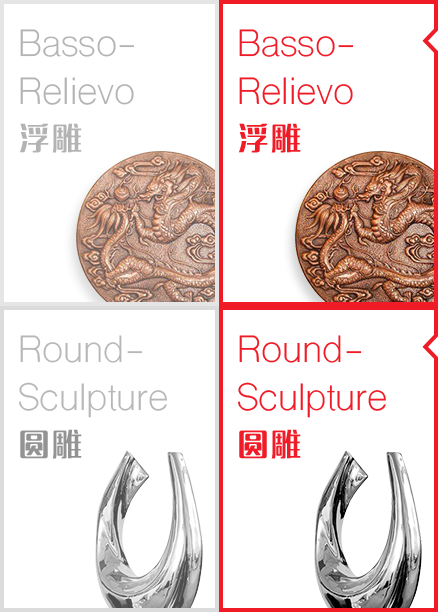 Basso-
Relievo
浮雕
Basso-
Relievo
浮雕
Round-
Sculpture
圆雕
Round-
Sculpture
圆雕